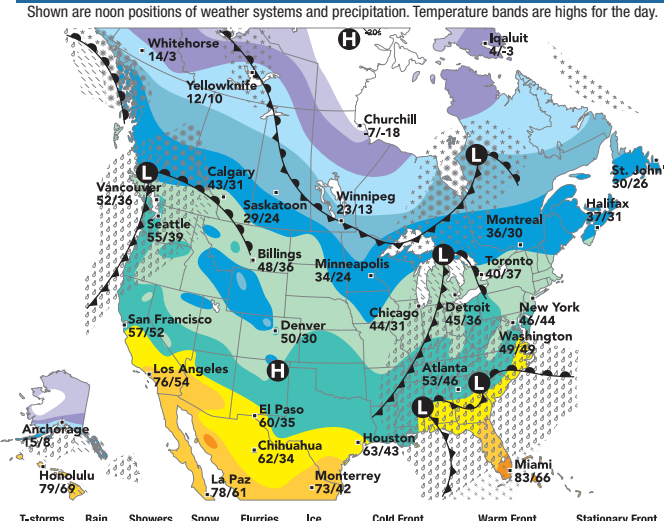 Shown are noon positions of weather systems and precipitation. Temperature bands are highs for the day.
H
-20s
Iqaluit
4/-3
Whitehorse
14/3
Yellowknife
12/10
Churchill
-7/-18
L
L
Calgary
43/31
St. John
30/26
Vancouver
52/36
Saskatoon
29/24
Winnipeg
23/13
Halifax
37/31
Seattle
55/39
Montreal
36/30
Billings
48/36
Minneapolis
34/24
L
Toronto
40/37
San Francisco
57/52
Denver
50/30
Chicago
44/31
Detroit
45/36
New York
46/44
Washington
49/49
Los Angeles
76/54
H
Atlanta
53/46
L
L
El Paso
60/35
Anchorage
15/8
Chihuahua
62/34
Houston
63/43
Honolulu
79/69
La Paz
78/61
Monterrey
73/42
Miami
83/66
T-storms Rain Showers Snow Flurries Ice Cold Front Warm Front Stationary Front